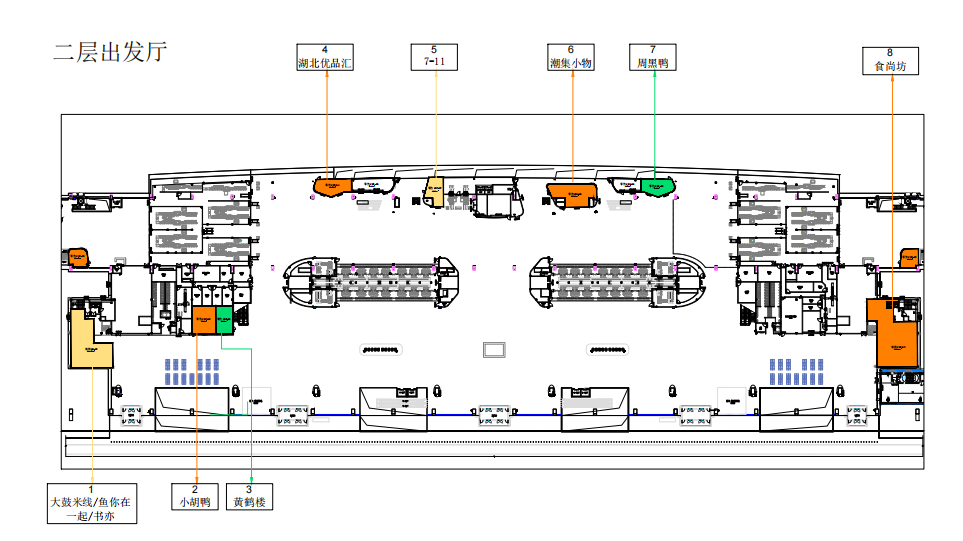 二层出发厅
4
湖北优品汇
5
7-11
6
潮集小物
7
周黑鸭
8
食尚坊
1
大鼓米线/鱼你在
一起/书亦
2
小胡鸭
3
黄鹤楼